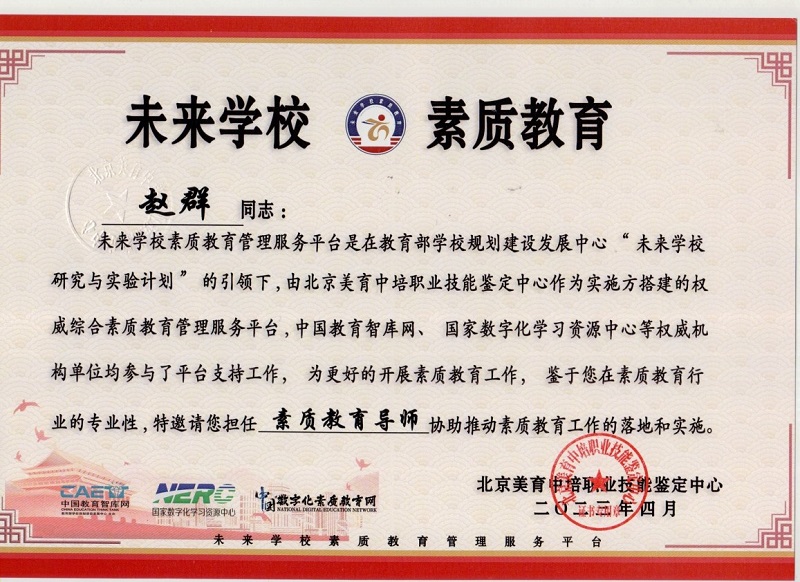 未来学校 素质教育
赵群 同志：
未来学校素质教育管理服务平台是在教育部学校规划建设发展中心“未来学校
研究与实验计划”的引领下，由北京美育中培职业技能鉴定中心作为实施方搭建的权
威综合素质教育管理服务平台，中国教育智库网、国家数字化学习资源中心等权威机
构单位均参与了平台支持工作，为更好的开展素质教育工作，鉴于您在素质教育行
业的专业性，特邀请您担任 素质教育导师 协助推动素质教育工作的落地和实施。
北京美育中培职业技能鉴定中心
二〇二三年四月
CAETT
中国教育智库网
CHINA EDUCATION THINK TANK
NERC
国家数字化学习资源中心
中国数字化素质教育网
NATIONAL DIGITAL EDUCATION NETWORK
未来学校素质教育管理服务平台